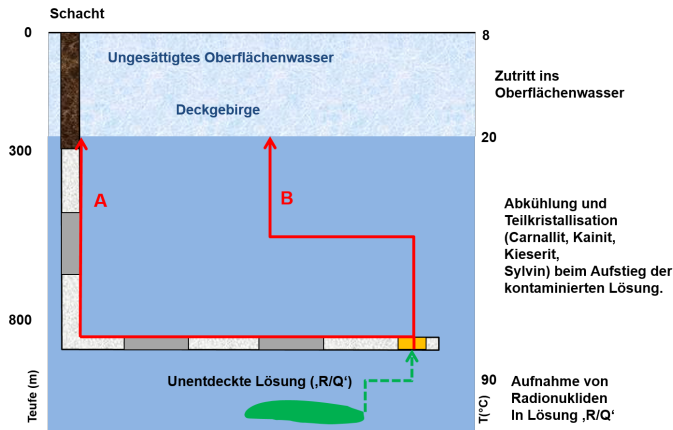 Schacht
0
8
Ungesättigtes Oberflächenwasser
Zutritt ins
Oberflächenwasser
Deckgebirge
20
300
A
B
Abkühlung und
Teilkristallisation
(Carnallit, Kainit,
Kieserit,
Sylvin) beim Aufstieg der
kontaminierten Lösung.
800
Unentdeckte Lösung (‚R/Q‘)
90
Aufnahme von
Radionukliden
In Lösung ‚R/Q‘
Teufe (m)
T(°C)